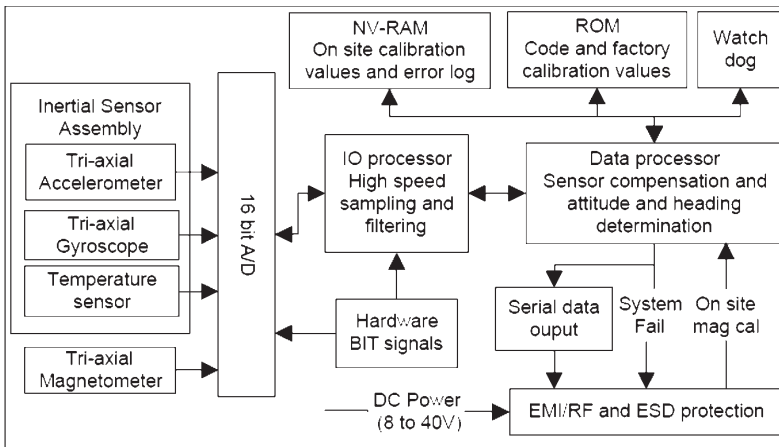 NV-RAM
On site calibration
values and error log
ROM
Code and factory
calibration values
Watch
dog
Inertial Sensor
Assembly
Tri-axial
Accelerometer
Tri-axial
Gyroscope
Temperature
sensor
Tri-axial
Magnetometer
16 bit A/D
IO processor
High speed
sampling and
filtering
Data processor
Sensor compensation and
attitude and heading
determination
Hardware
BIT signals
Serial data
ouput
System
Fail
On site
mag cal
DC Power
(8 to 40V)
EMI/RF and ESD protection